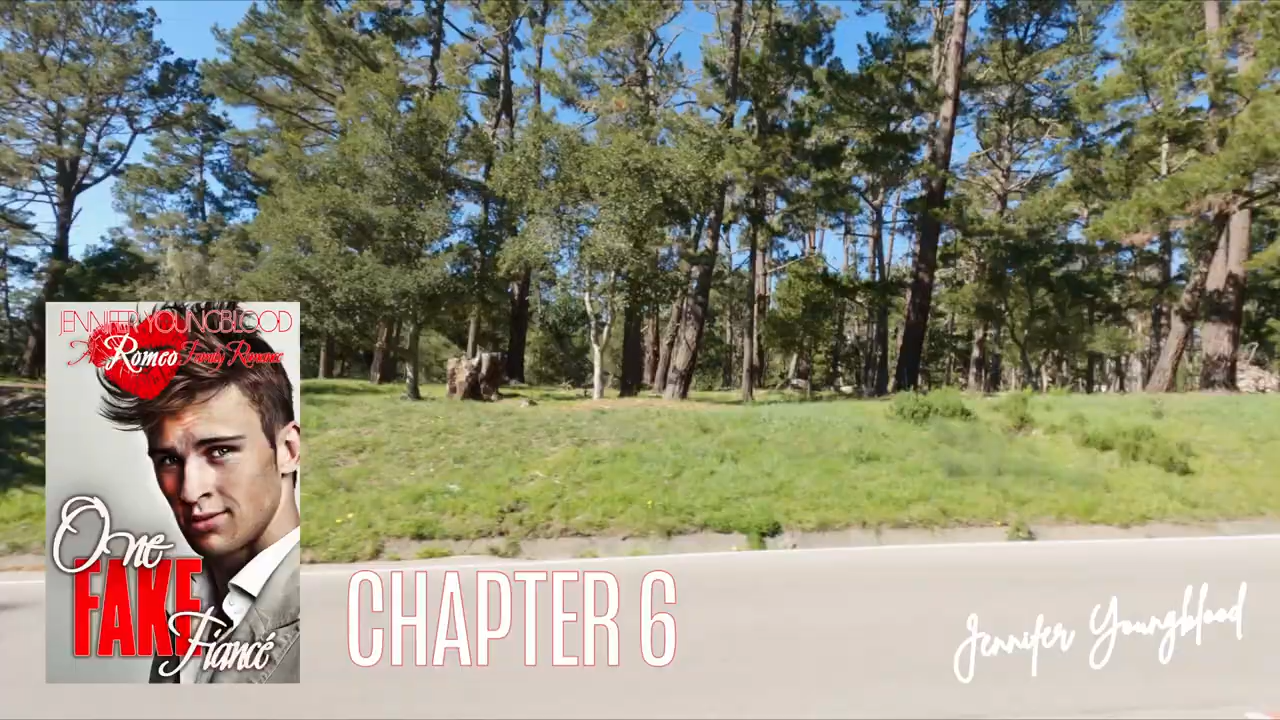 JENNIFER YOUNGBLOOD
A Romeo Family Romance
One
FAKE
Fiancé
CHAPTER 6
Jennifer Youngblood